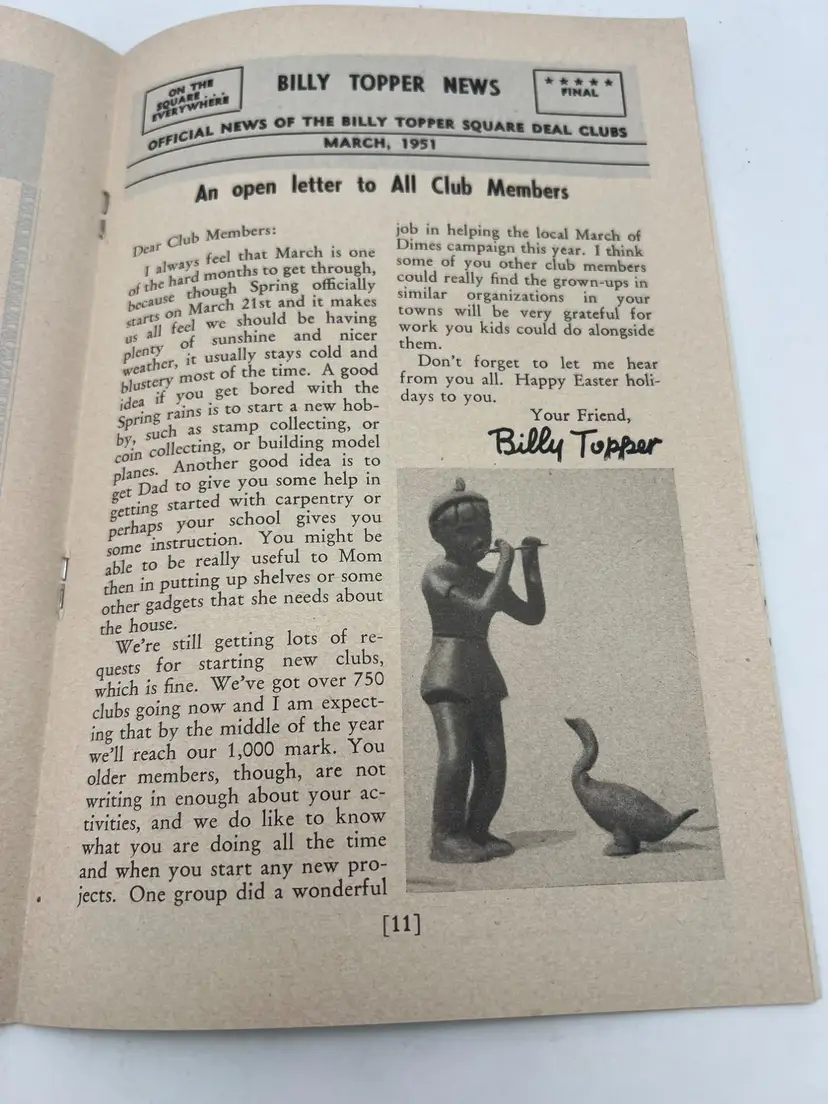 ON THE
SQUARE . . .
EVERYWHERE
BILLY TOPPER NEWS
★ ★ ★ ★ ★
FINAL
OFFICIAL NEWS OF THE BILLY TOPPER SQUARE DEAL CLUBS
MARCH, 1951
An open letter to All Club Members
Dear Club Members:
I always feel that March is one
of the hard months to get through,
because though Spring officially
starts on March 21st and it makes
us all feel we should be having
plenty of sunshine and nicer
weather, it usually stays cold and
blustery most of the time. A good
idea if you get bored with the
Spring rains is to start a new hob-
by, such as stamp collecting, or
coin collecting, or building model
planes. Another good idea is to
get Dad to give you some help in
getting started with carpentry or
perhaps your school gives you
some instruction. You might be
able to be really useful to Mom
then in putting up shelves or some
other gadgets that she needs about
the house.
We're still getting lots of re-
quests for starting new clubs,
which is fine. We've got over 750
clubs going now and I am expect-
ing that by the middle of the year
we'll reach our 1,000 mark. You
older members, though, are not
writing in enough about your ac-
tivities, and we do like to know
what you are doing all the time
and when you start any new pro-
jects. One group did a wonderful
job in helping the local March of
Dimes campaign this year. I think
some of you other club members
could really find the grown-ups in
similar organizations in your
towns will be very grateful for
work you kids could do alongside
them.
Don't forget to let me hear
from you all. Happy Easter holi-
days to you.
Your Friend,
Billy Topper
[11]